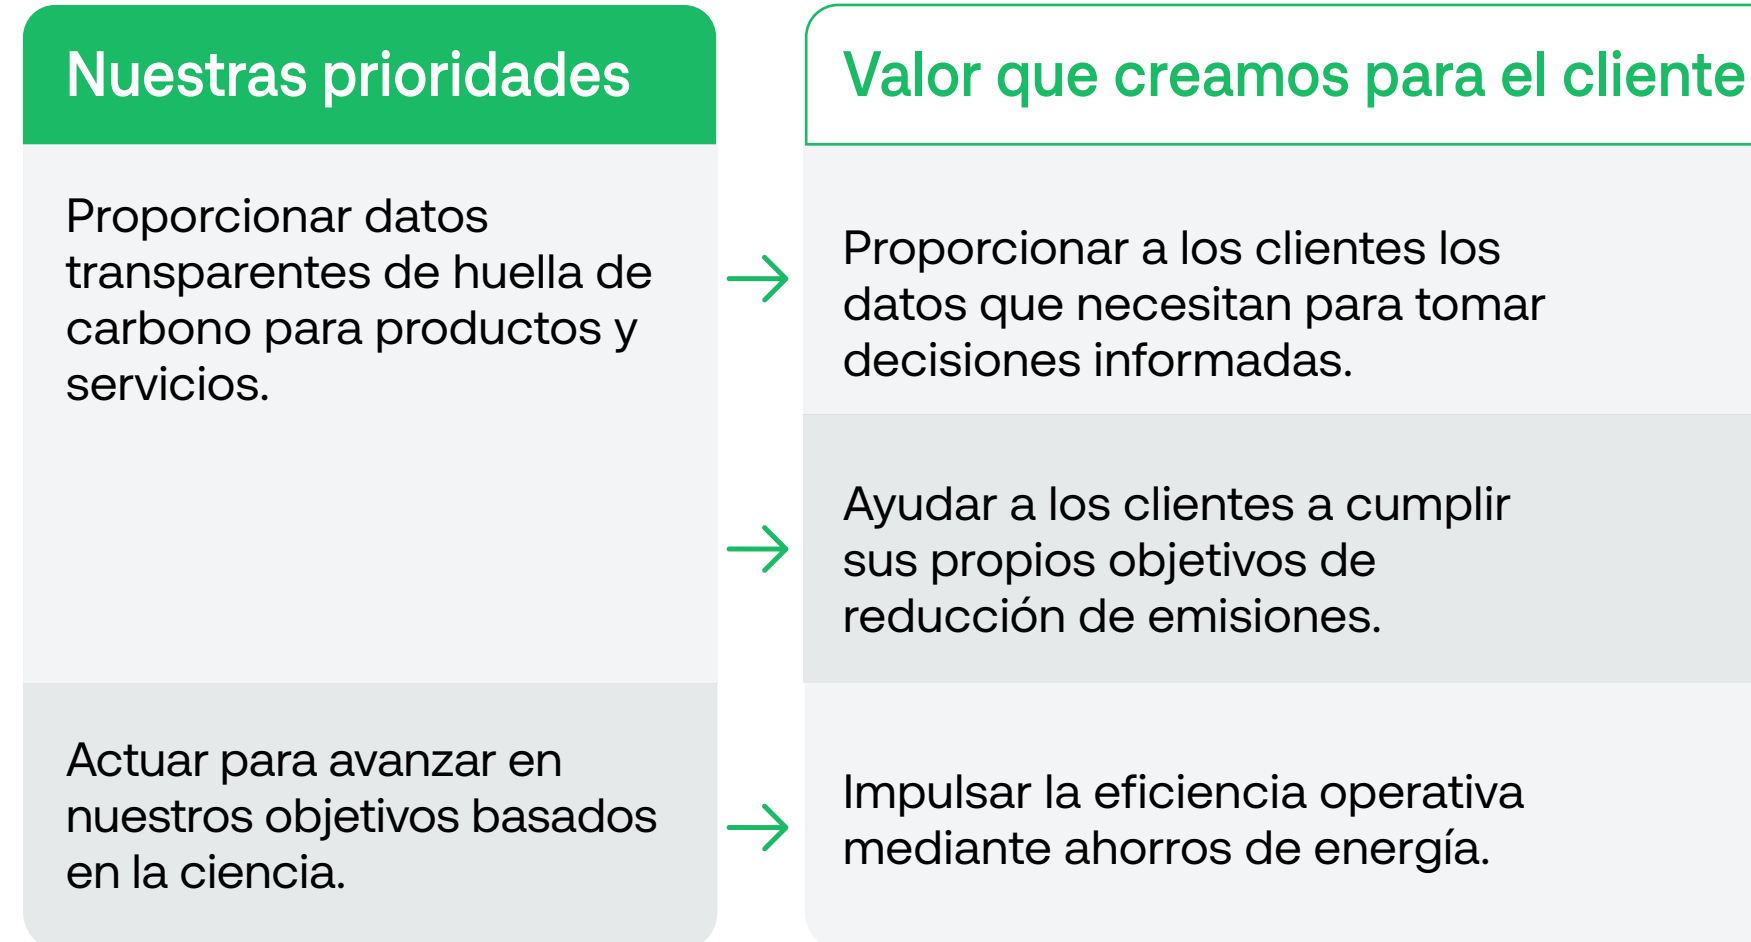 Nuestras prioridades
Valor que creamos para el cliente
Proporcionar datos
transparentes de huella de
carbono para productos y
servicios.
Proporcionar a los clientes los
datos que necesitan para tomar
decisiones informadas.
Ayudar a los clientes a cumplir
sus propios objetivos de
reducción de emisiones.
Actuar para avanzar en
nuestros objetivos basados
en la ciencia.
Impulsar la eficiencia operativa
mediante ahorros de energía.